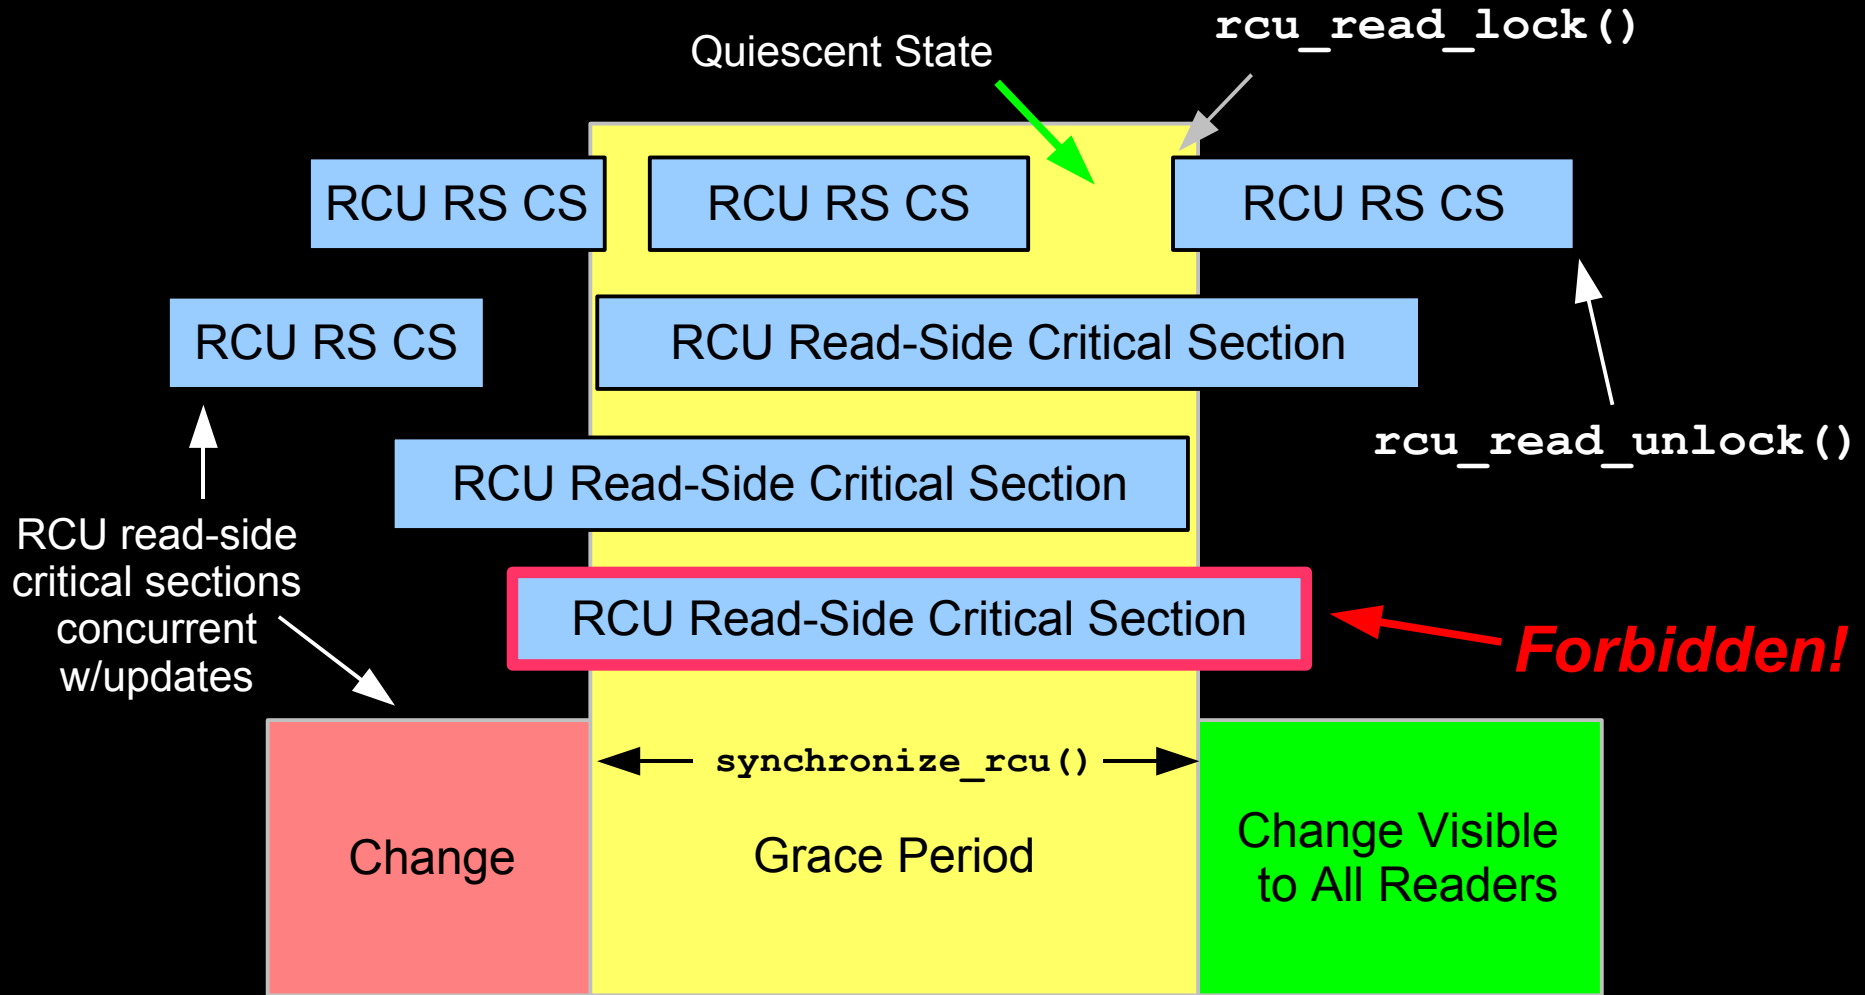 rcu_read_lock()
Quiescent State
RCU RS CS
RCU RS CS
RCU RS CS
RCU RS CS
RCU Read-Side Critical Section
rcu_read_unlock()
RCU Read-Side Critical Section
RCU read-side
critical sections
concurrent
w/updates
RCU Read-Side Critical Section
Forbidden!
synchronize_rcu()
Change
Grace Period
Change Visible
to All Readers